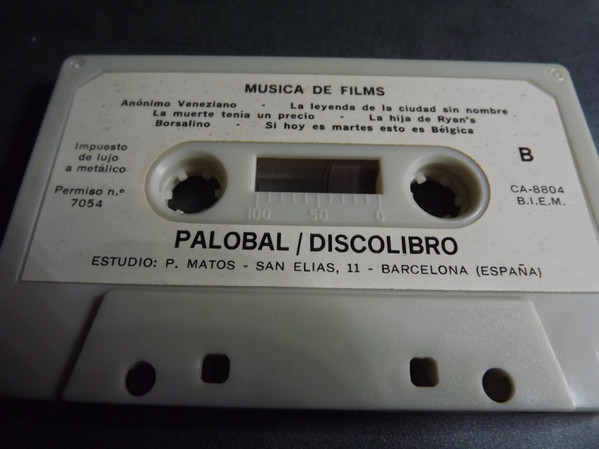 MUSICA DE FILMS
Anónimo Veneziano - La leyenda de la ciudad sin nombre
La muerte tenía un precio - La hija de Ryan's
Borsalino - Si hoy es martes esto es Bélgica
Impuesto
de lujo
a metálico
Permiso n.º
7054
B
CA-8804
B.I.E.M.
100 50 0
PALOBAL / DISCOLIBRO
ESTUDIO: P. MATOS - SAN ELIAS, 11 - BARCELONA (ESPAÑA)